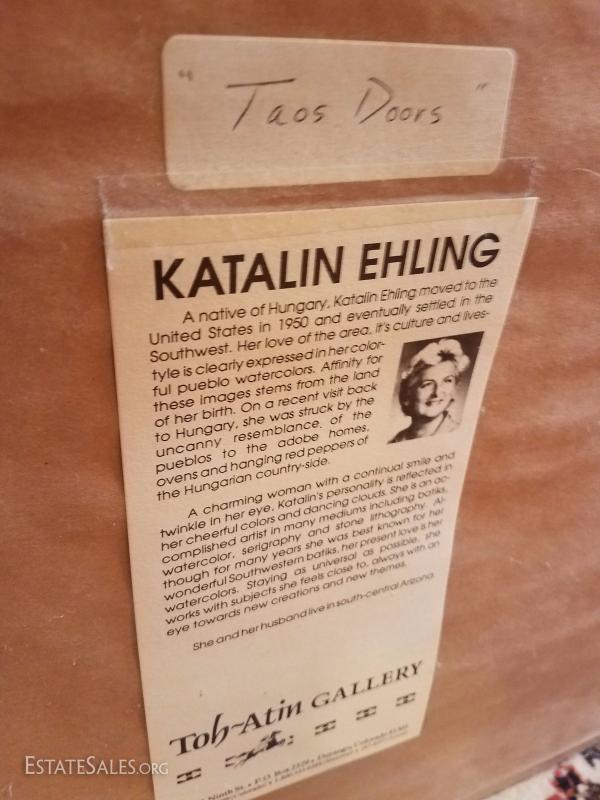 " Taos Doors "
KATALIN EHLING
A native of Hungary, Katalin Ehling moved to the
United States in 1950 and eventually settled in the
Southwest. Her love of the area, it's culture and lives-
tyle is clearly expressed in her color-
ful pueblo watercolors. Affinity for
these images stems from the land
of her birth. On a recent visit back
to Hungary, she was struck by the
uncanny resemblance of the
pueblos to the adobe homes,
ovens and hanging red peppers of
the Hungarian country-side.
A charming woman with a continual smile and
twinkle in her eye, Katalin's personality is reflected in
her cheerful colors and dancing clouds. She is an ac-
complished artist in many mediums including batiks,
watercolor, serigraphy and stone lithography. Al-
though for many years she was best known for her
wonderful Southwestern batiks, her present love is her
watercolors. Staying as universal as possible, she
works with subjects she feels close to, always with an
eye towards new creations and new themes.
She and her husband live in south-central Arizona.
Toh-Atin GALLERY
Ninth St. • P.O. Box Durango, Colorado
ESTATESALES.ORG